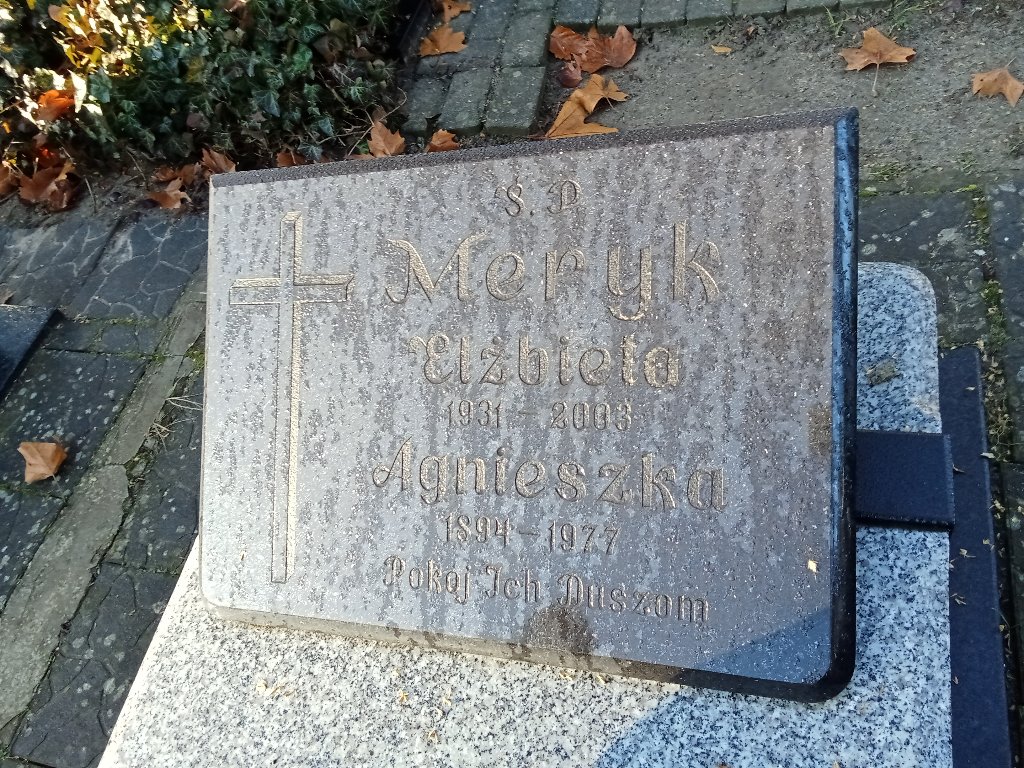 Ś. P.
Meryk
Elżbieta
1931 - 2003
Agnieszka
1894 - 1977
Pokój Ich Duszom